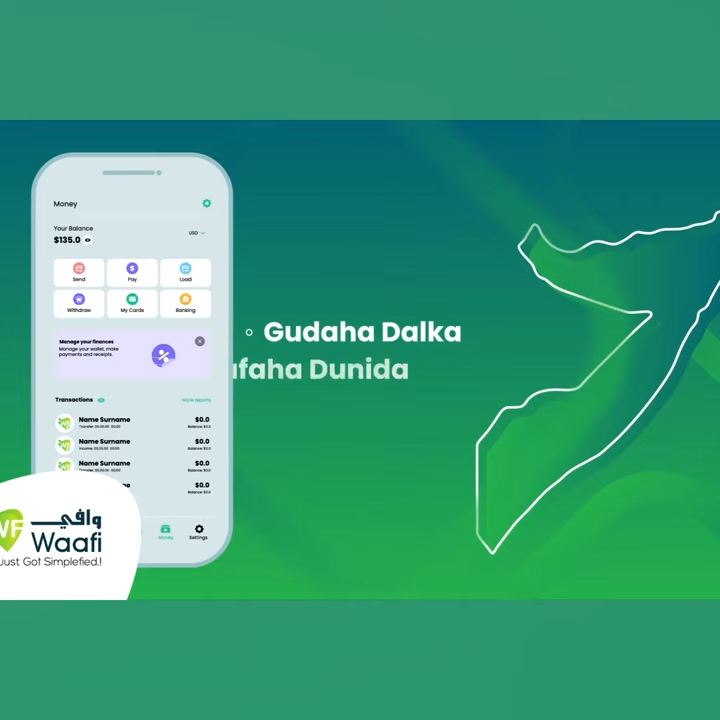 Money
Your Balance
$135.0
USD
Send
Pay
Load
Withdraw
My Cards
Banking
Manage your finances
Manage your wallet, make
payments and receipts.
Transactions
More reports
Name Surname
$0.0
Name Surname
$0.0
Name Surname
$0.0
$0.0
Money
Settings
Gudaha Dalka
Dunida
WF
وافي
Waafi
Just Got Simplefied.!